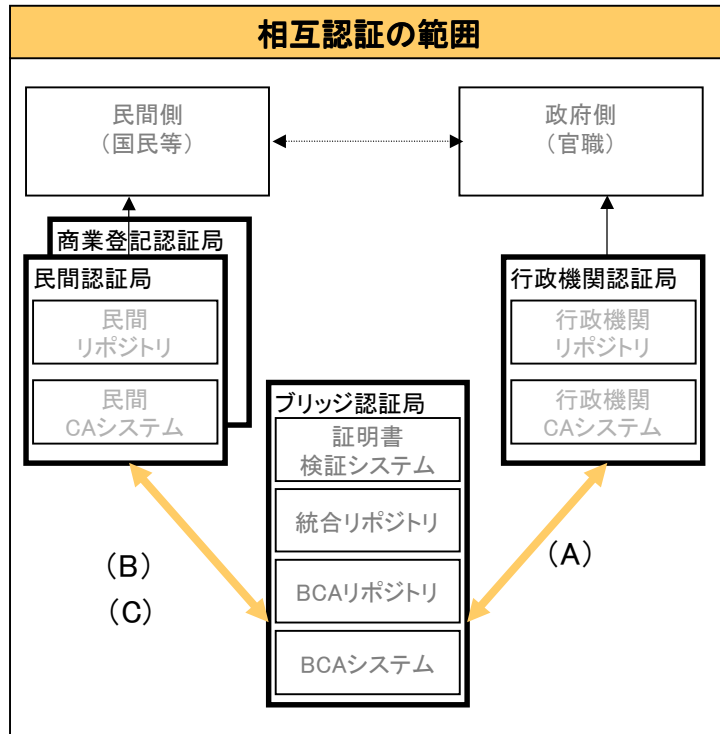 相互認証の範囲
民間側
（国民等）
政府側
（官職）
商業登記認証局
民間認証局
民間
リポジトリ
民間
CAシステム
行政機関認証局
行政機関
リポジトリ
行政機関
CAシステム
ブリッジ認証局
証明書
検証システム
統合リポジトリ
BCAリポジトリ
BCAシステム
（B）
（C）
（A）